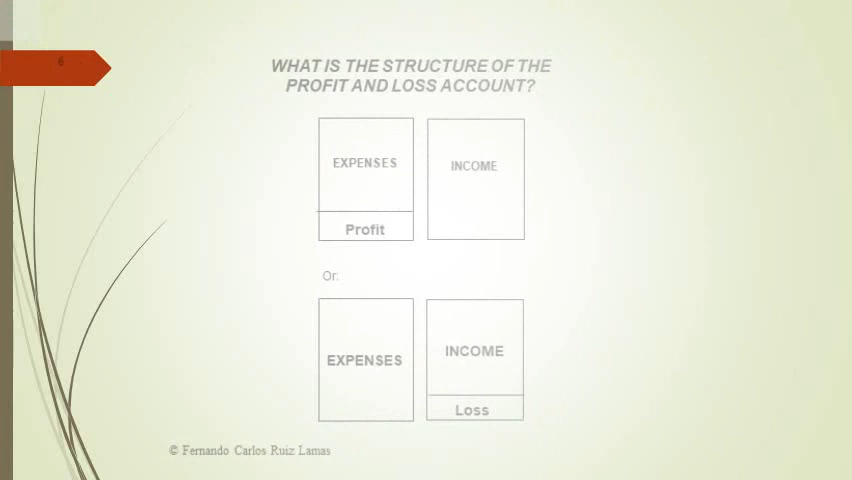 6
WHAT IS THE STRUCTURE OF THE
PROFIT AND LOSS ACCOUNT?
EXPENSES
INCOME
Profit
Or:
EXPENSES
INCOME
Loss
© Fernando Carlos Ruiz Lamas